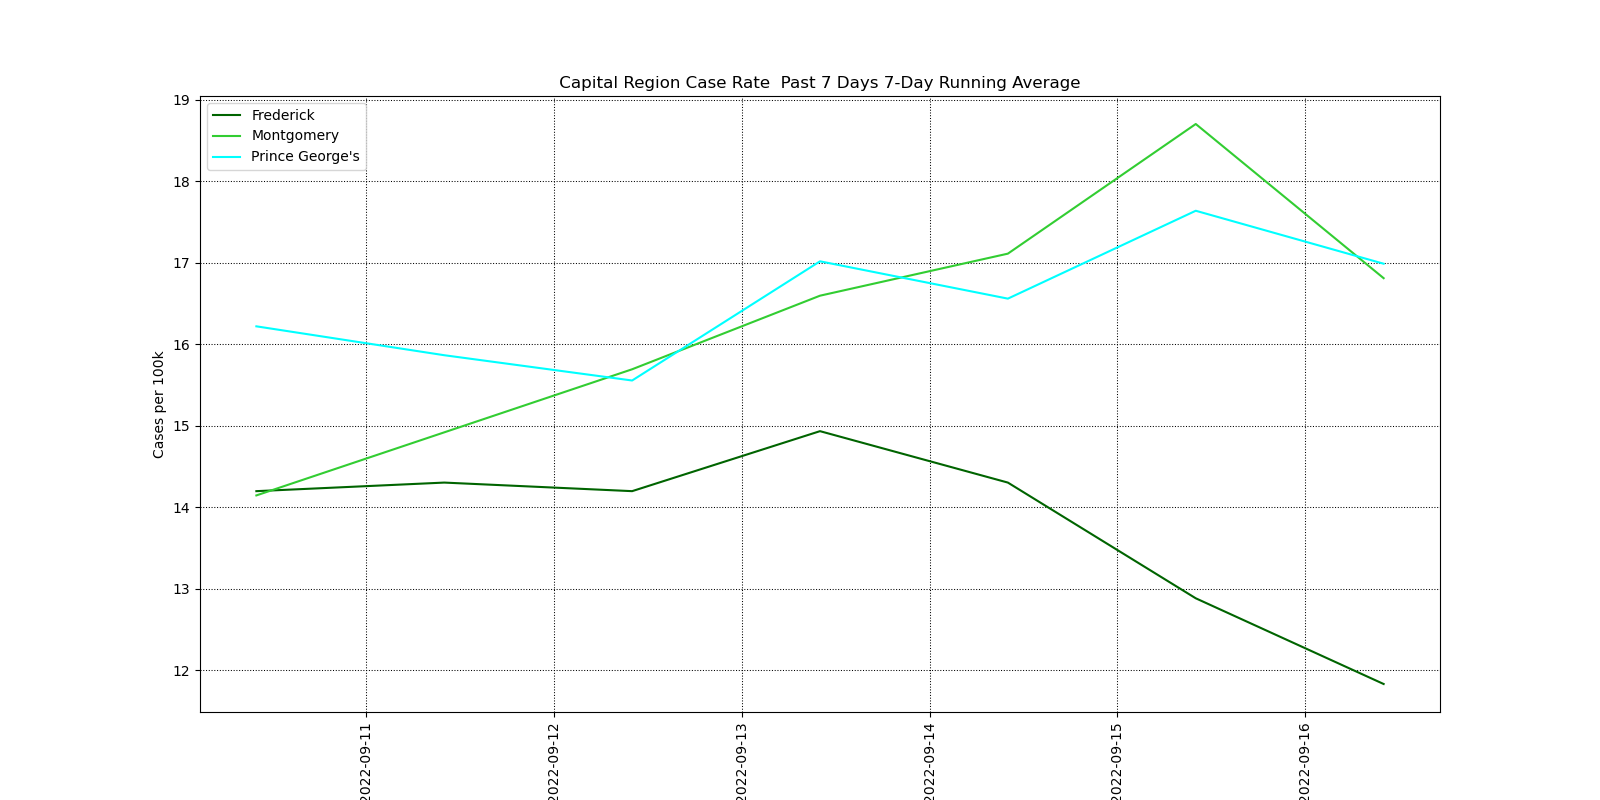 Capital Region Case Rate  Past 7 Days 7-Day Running Average
Frederick
Montgomery
Prince George's
Cases per 100k
19
18
17
16
15
14
13
12
2022-09-11
2022-09-12
2022-09-13
2022-09-14
2022-09-15
2022-09-16